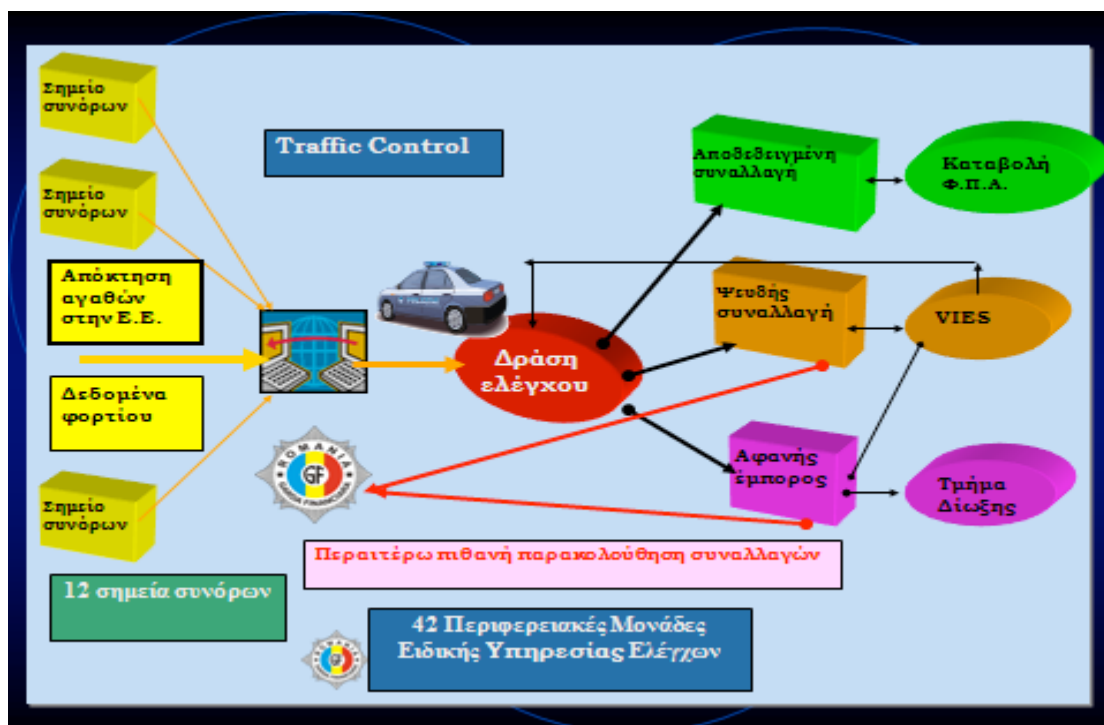 Σημείο
συνόρων
Traffic Control
Αποδεδειγμένη
συναλλαγή
Καταβολή
Φ.Π.Α.
Σημείο
συνόρων
Απόκτηση
αγαθών
στην Ε.Ε.
Ψευδής
συναλλαγή
VIES
Δράση
ελέγχου
Δεδομένα
φορτίου
ROMANIA
GF
GARDA FINANCIARA
Αφανής
έμπορος
Τμήμα
Δίωξης
Σημείο
συνόρων
Περαιτέρω πιθανή παρακολούθηση συναλλαγών
12 σημεία συνόρων
42 Περιφερειακές Μονάδες
Ειδικής Υπηρεσίας Ελέγχων
ROMANIA
GF